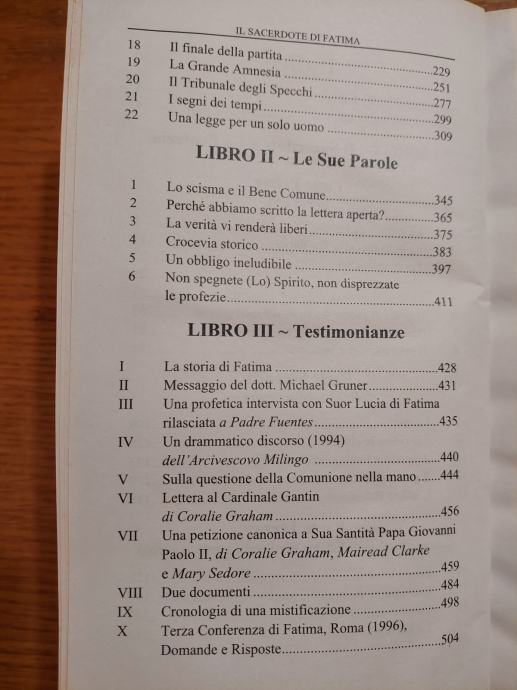 IL SACERDOTE DI FATIMA
18 Il finale della partita ........................................229
19 La Grande Amnesia ........................................251
20 Il Tribunale degli Specchi ........................................277
21 I segni dei tempi ........................................299
22 Una legge per un solo uomo ........................................309
LIBRO II ~ Le Sue Parole
1 Lo scisma e il Bene Comune........................................345
2 Perché abbiamo scritto la lettera aperta?....................365
3 La verità vi renderà liberi........................................375
4 Crocevia storico ........................................383
5 Un obbligo ineludibile ........................................397
6 Non spegnete (Lo) Spirito, non disprezzate
le profezie........................................411
LIBRO III ~ Testimonianze
I La storia di Fatima ........................................428
II Messaggio del dott. Michael Gruner....................431
III Una profetica intervista con Suor Lucia di Fatima
rilasciata a Padre Fuentes........................................435
IV Un drammatico discorso (1994)
dell'Arcivescovo Milingo ........................................440
V Sulla questione della Comunione nella mano ......444
VI Lettera al Cardinale Gantin
di Coralie Graham ........................................456
VII Una petizione canonica a Sua Santità Papa Giovanni
Paolo II, di Coralie Graham, Mairead Clarke
e Mary Sedore ........................................459
VIII Due documenti ........................................484
IX Cronologia di una mistificazione ....................498
X Terza Conferenza di Fatima, Roma (1996),
Domande e Risposte........................................504